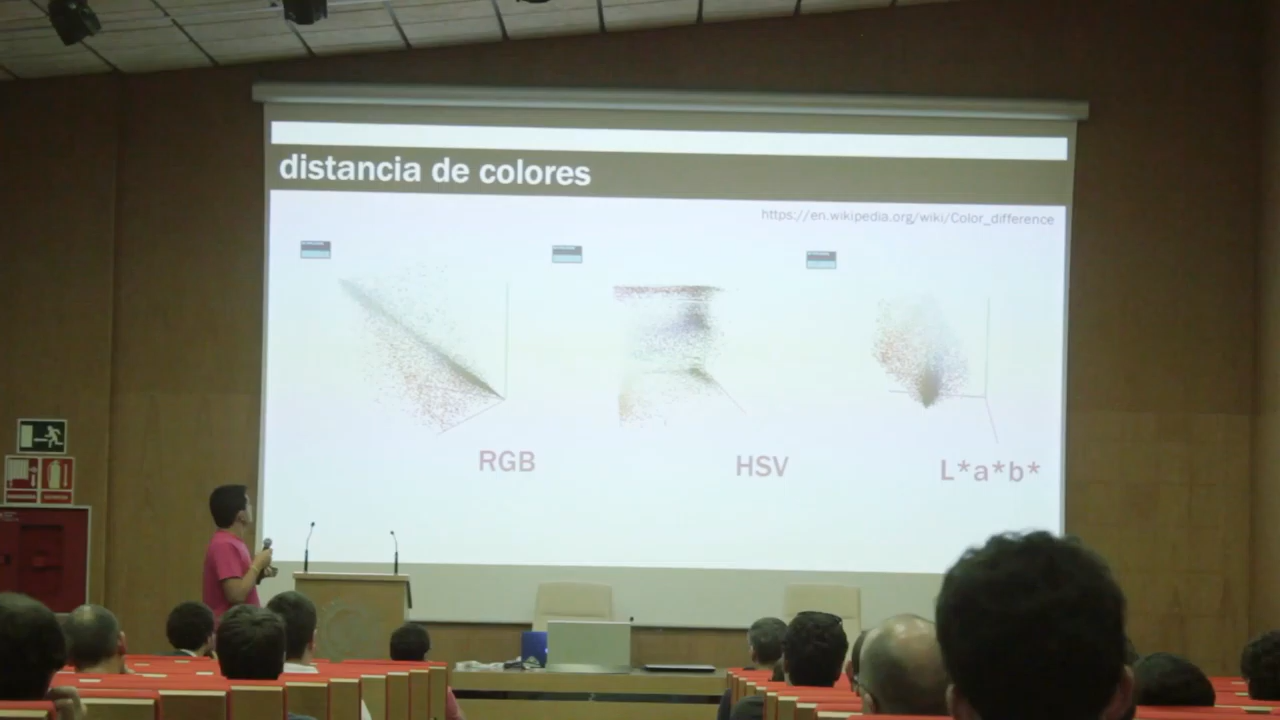 distancia de colores
https://en.wikipedia.org/wiki/Color_difference
RGB
HSV
L*a*b*